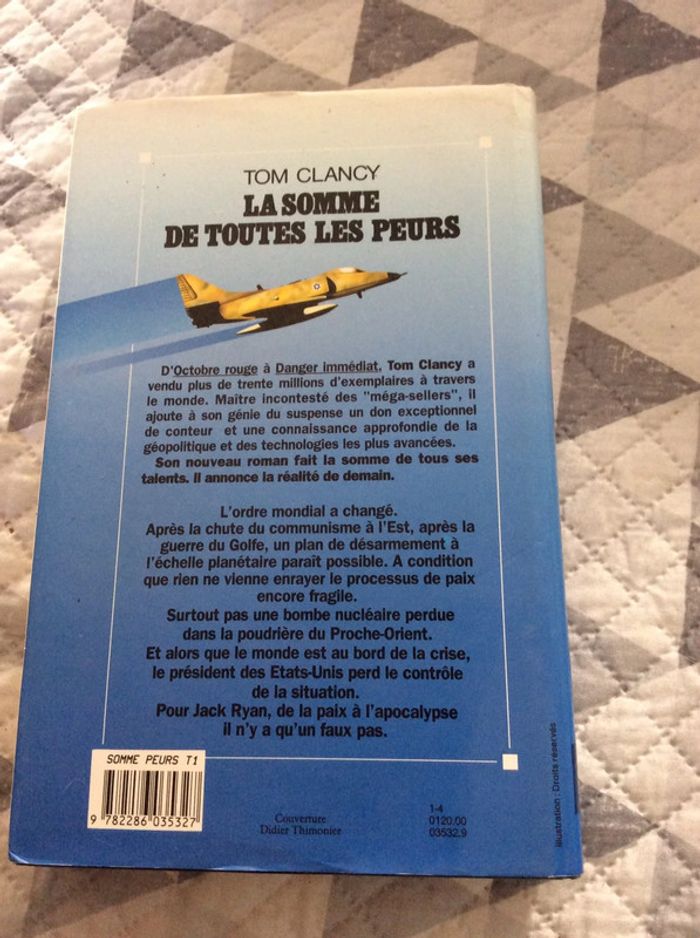 TOM CLANCY
LA SOMME
DE TOUTES LES PEURS
D'Octobre rouge à Danger immédiat, Tom Clancy a
vendu plus de trente millions d'exemplaires à travers
le monde. Maître incontesté des "méga-sellers", il
ajoute à son génie du suspense un don exceptionnel
de conteur et une connaissance approfondie de la
géopolitique et des technologies les plus avancées.
Son nouveau roman fait la somme de tous ses
talents. Il annonce la réalité de demain.
L'ordre mondial a changé.
Après la chute du communisme à l'Est, après la
guerre du Golfe, un plan de désarmement à
l'échelle planétaire paraît possible. A condition
que rien ne vienne enrayer le processus de paix
encore fragile.
Surtout pas une bombe nucléaire perdue
dans la poudrière du Proche-Orient.
Et alors que le monde est au bord de la crise,
le président des Etats-Unis perd le contrôle
de la situation.
Pour Jack Ryan, de la paix à l'apocalypse
il n'y a qu'un faux pas.
SOMME PEURS T1
9 782286 035327
Couverture
Didier Thimonier
1-4
0120.00
03532.9
Illustration : Droits réservés